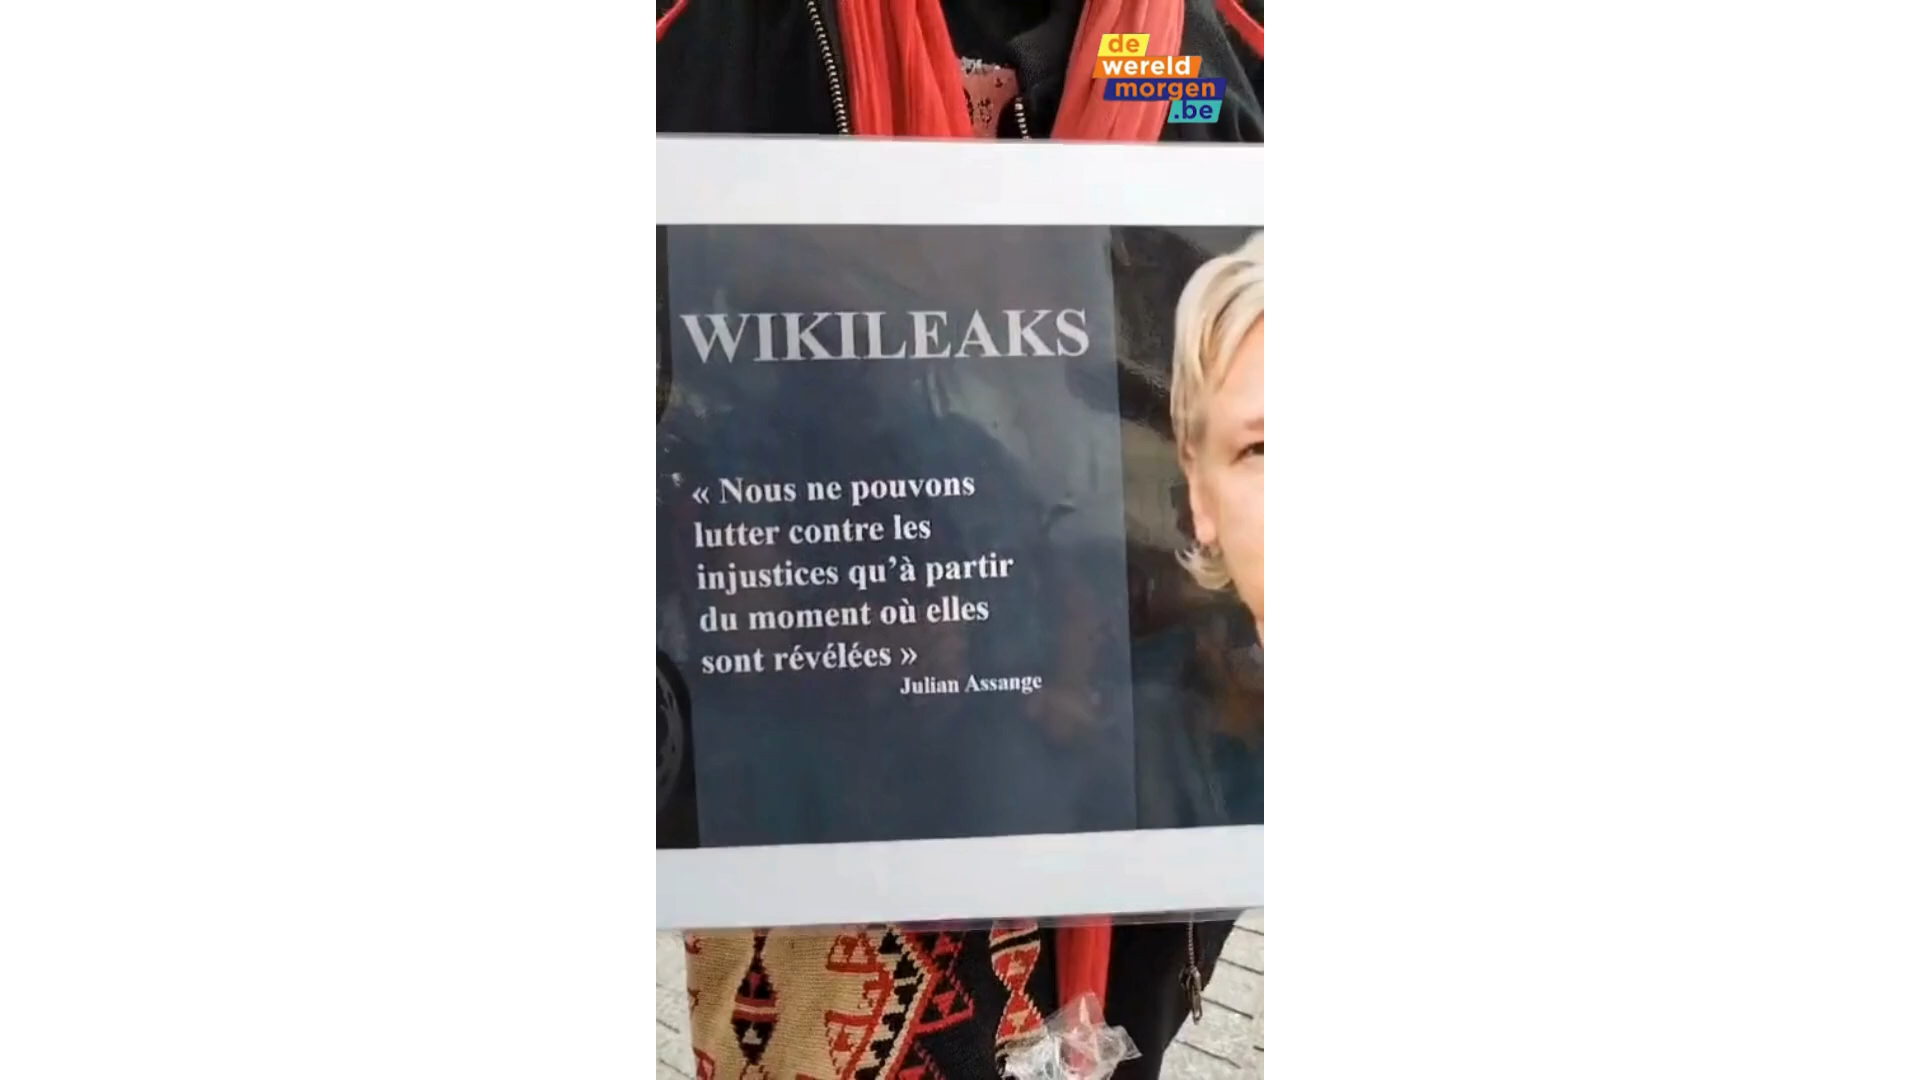 de
wereld
morgen
.be
WIKILEAKS
« Nous ne pouvons
lutter contre les
injustices qu’à partir
du moment où elles
sont révélées »
Julian Assange